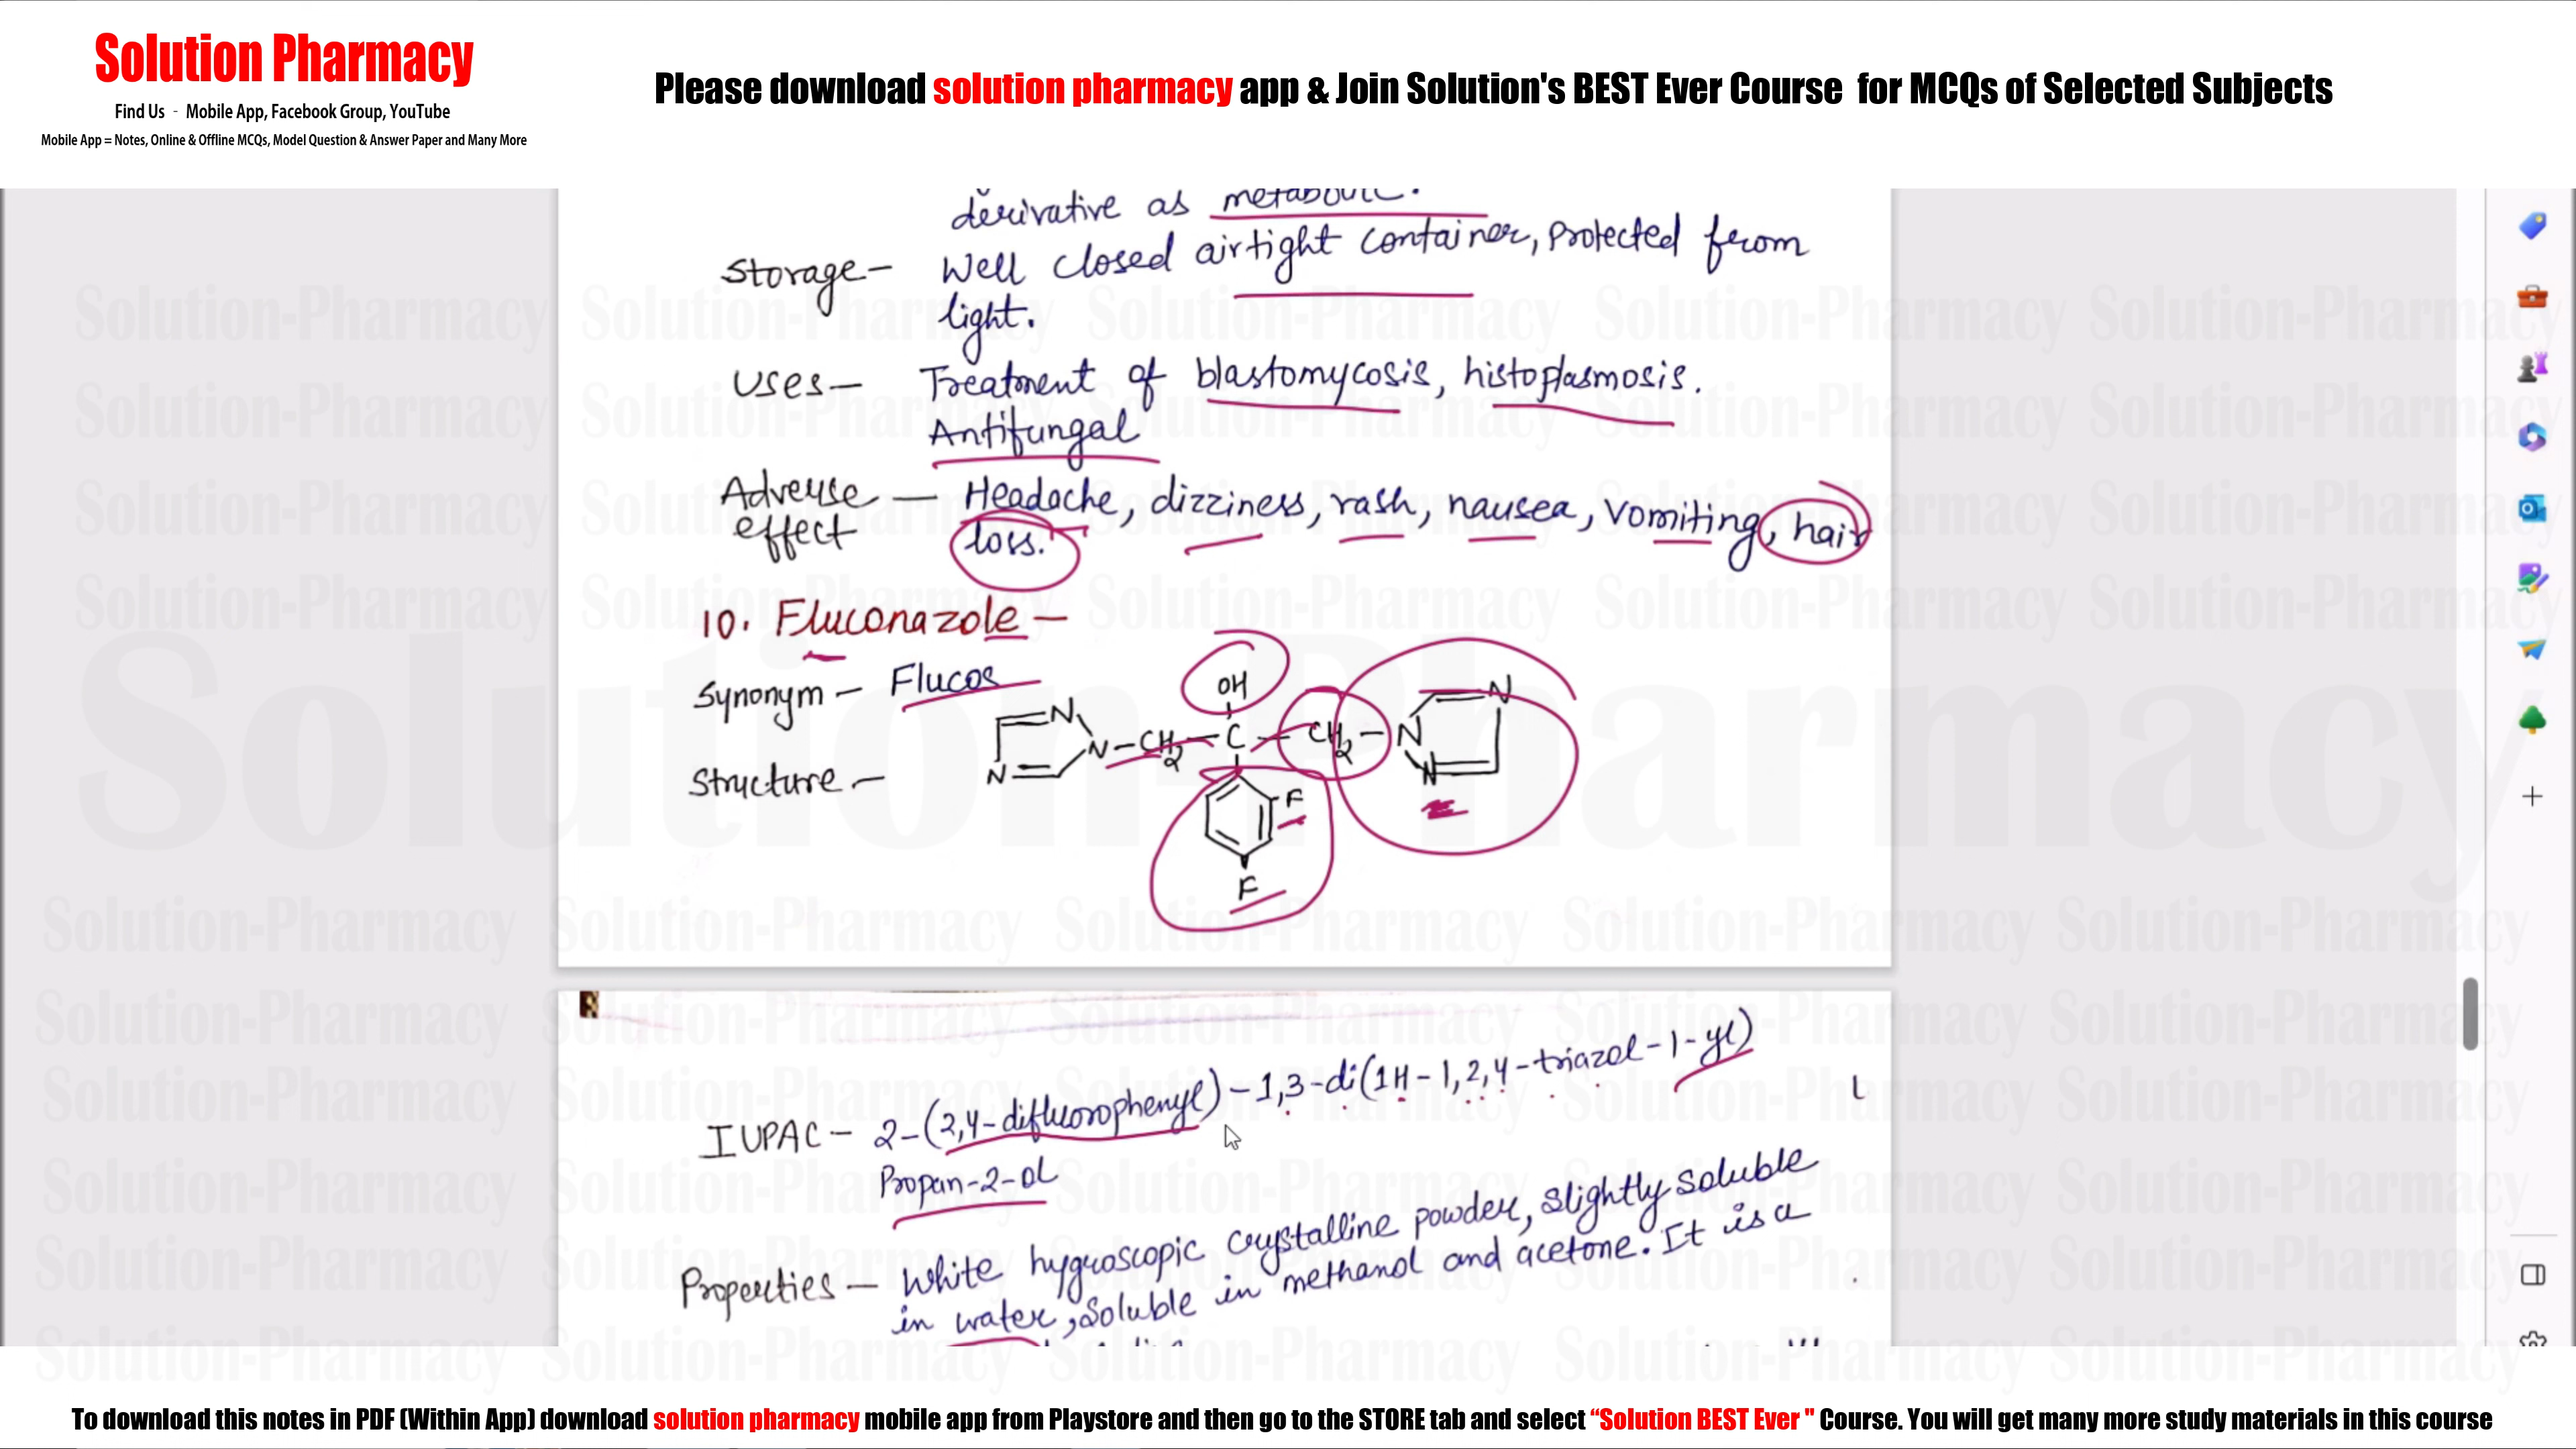 Solution Pharmacy
Find Us - Mobile App, Facebook Group, YouTube
Mobile App = Notes, Online & Offline MCQs, Model Question & Answer Paper and Many More
Please download solution pharmacy app & Join Solution's BEST Ever Course for MCQs of Selected Subjects
derivative as metabolite.
Storage- Well closed airtight container, protected from
light.
Uses- Treatment of blastomycosis, histoplasmosis.
Antifungal
Adverse effect - Headache, dizziness, rash, nausea, vomiting, hair
loss.
10. Fluconazole-
Synonym- Flucos
Structure-
OH
N N N-CH2-C-CH2-N N N
F
F
IUPAC- 2-(2,4-difluorophenyl)-1,3-di(1H-1,2,4-triazol-1-yl)
Propan-2-ol
Properties- White hygroscopic crystalline powder, slightly soluble
in water, soluble in methanol and acetone. It is a
Solution-Pharmacy
To download this notes in PDF (Within App) download solution pharmacy mobile app from Playstore and then go to the STORE tab and select “Solution BEST Ever " Course. You will get many more study materials in this course